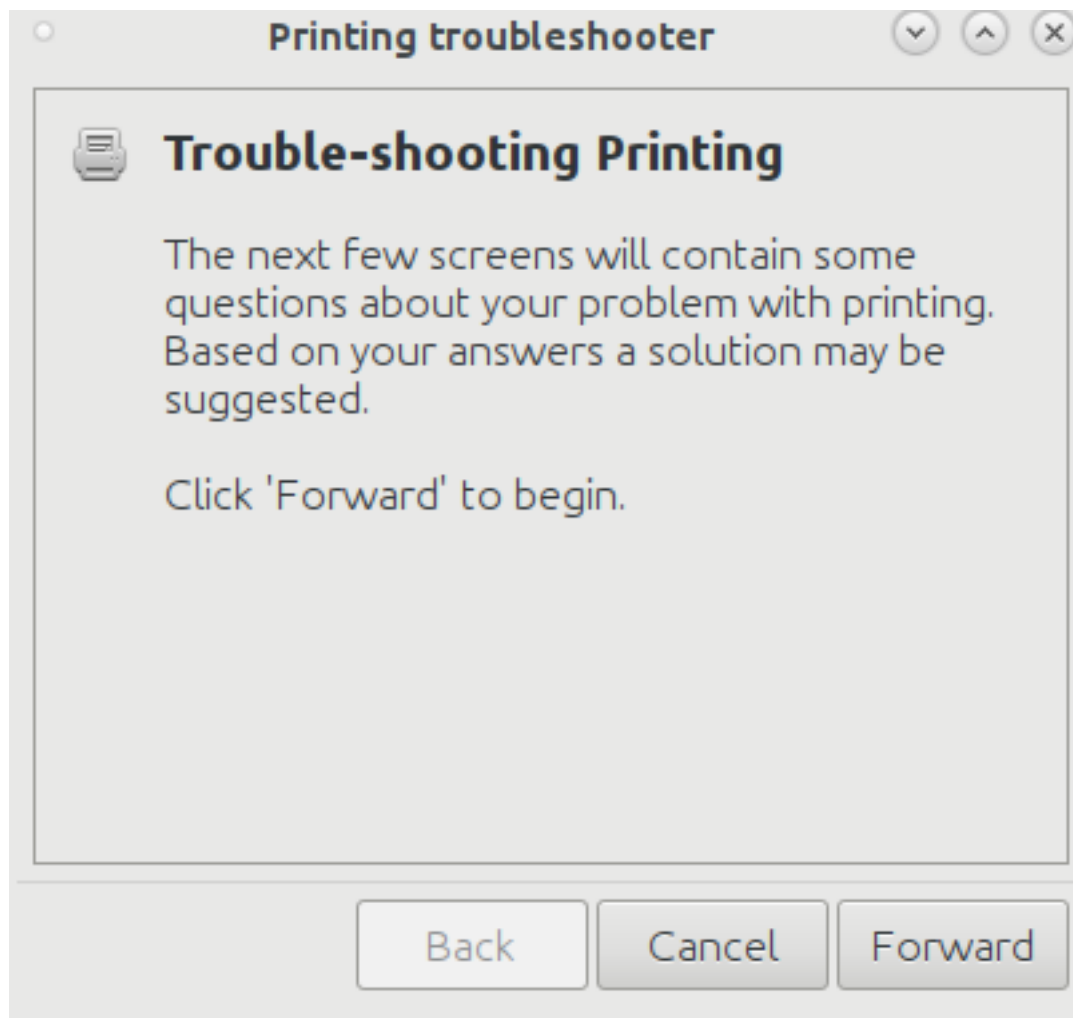 Printing troubleshooter
Trouble-shooting Printing
The next few screens will contain some
questions about your problem with printing.
Based on your answers a solution may be
suggested.
Click 'Forward' to begin.
Back Cancel Forward